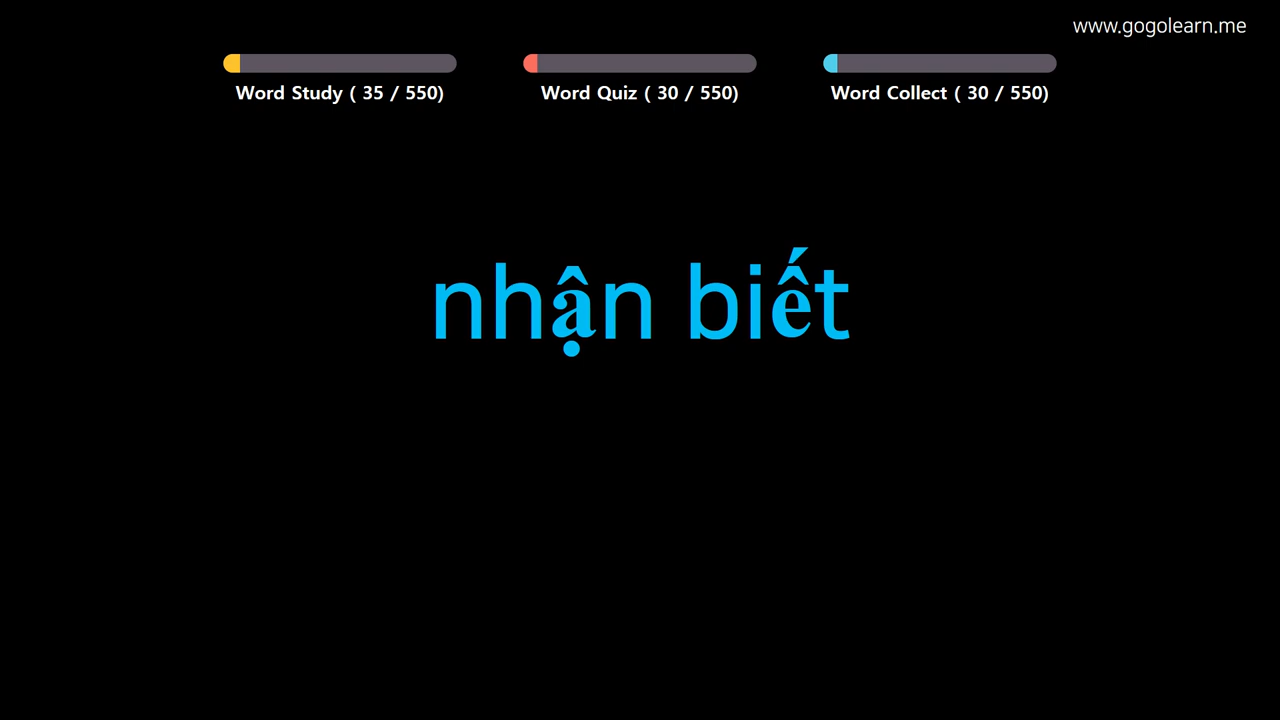 www.gogolearn.me
Word Study ( 35 / 550)
Word Quiz ( 30 / 550)
Word Collect ( 30 / 550)
nhận biết